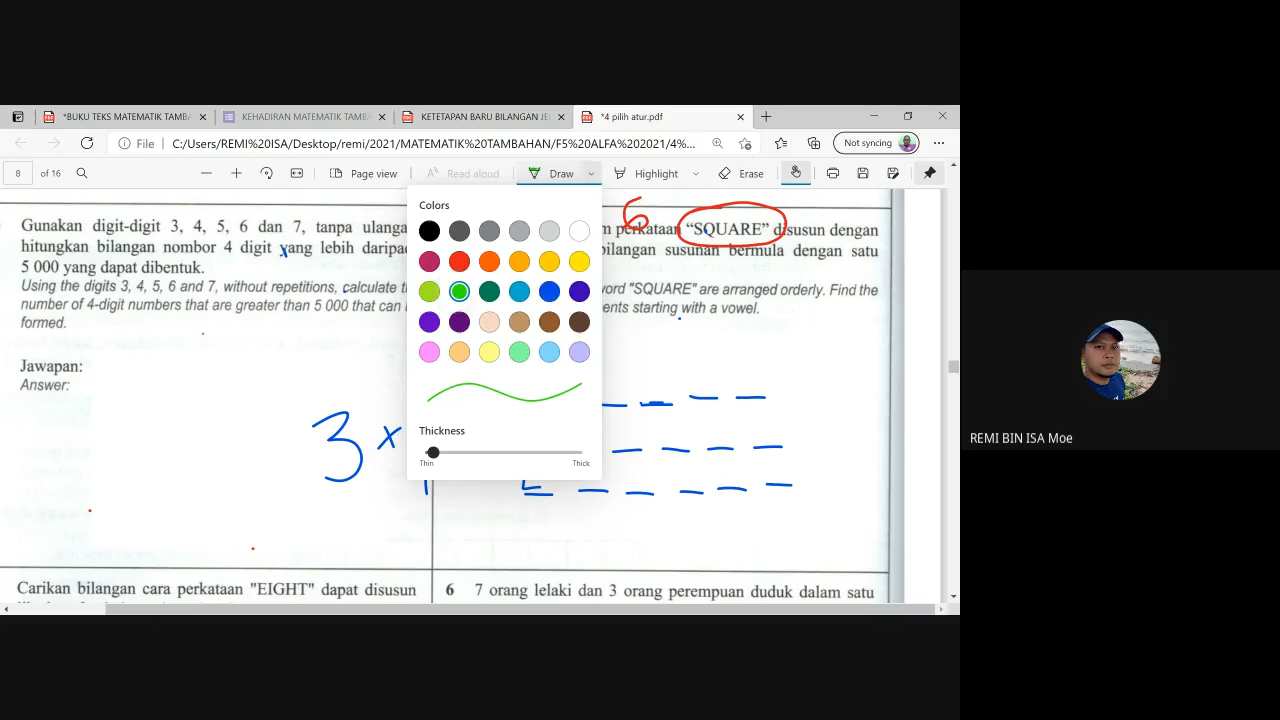 *BUKU TEKS MATEMATIK TAMBA
KEHADIRAN MATEMATIK TAMBA
KETETAPAN BARU BILANGAN JE
*4 pilih atur.pdf
File
C:/Users/REMI%20ISA/Desktop/remi/2021/MATEMATIK%20TAMBAHAN/F5%20ALFA%202021/4%...
Not syncing
8 of 16
Page view
Read aloud
Draw
Highlight
Erase
Colors
Thickness
Thin
Thick
Gunakan digit-digit 3, 4, 5, 6 dan 7, tanpa ulanga
hitungkan bilangan nombor 4 digit yang lebih daripa
5 000 yang dapat dibentuk.
Using the digits 3, 4, 5, 6 and 7, without repetitions, calculate t
number of 4-digit numbers that are greater than 5 000 that can
formed.
Jawapan:
Answer:
3 ×
6
m perkataan "SQUARE" disusun dengan
bilangan susunan bermula dengan satu
word "SQUARE" are arranged orderly. Find the
ents starting with a vowel.
Carikan bilangan cara perkataan "EIGHT" dapat disusun
6 7 orang lelaki dan 3 orang perempuan duduk dalam satu
REMI BIN ISA Moe